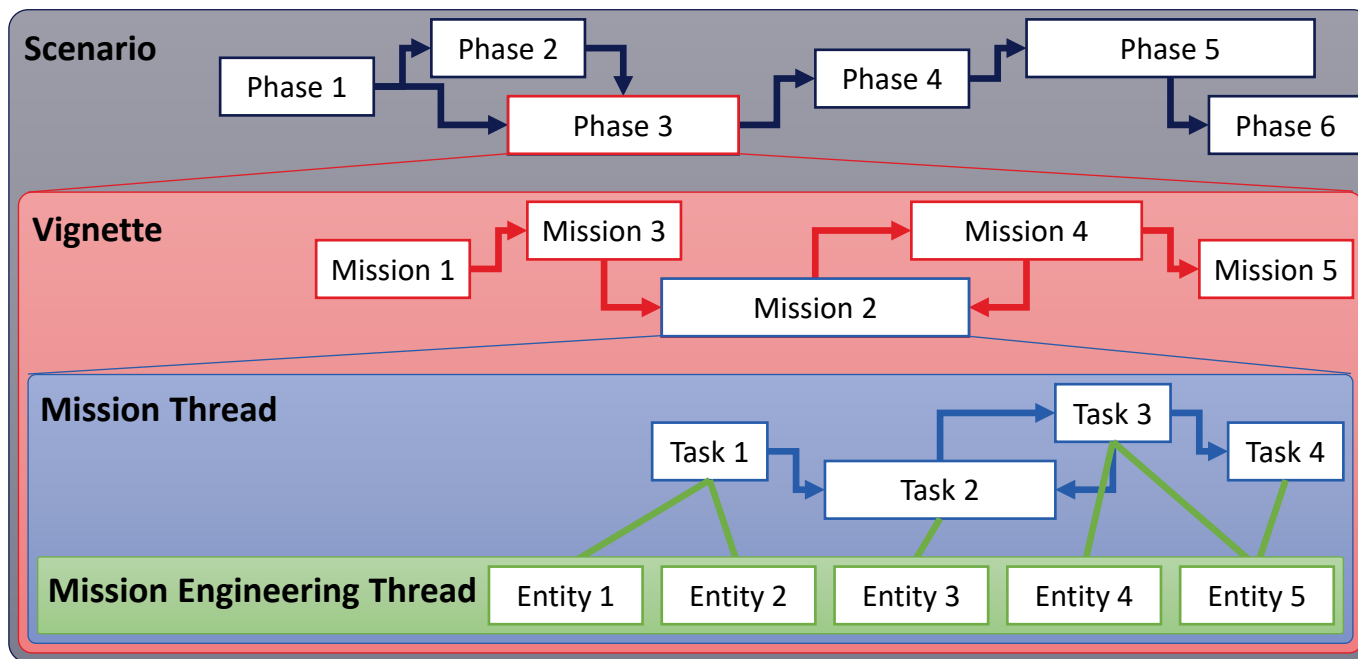 Scenario
Phase 1
Phase 2
Phase 3
Phase 4
Phase 5
Phase 6
Vignette
Mission 1
Mission 3
Mission 2
Mission 4
Mission 5
Mission Thread
Task 1
Task 2
Task 3
Task 4
Mission Engineering Thread
Entity 1
Entity 2
Entity 3
Entity 4
Entity 5